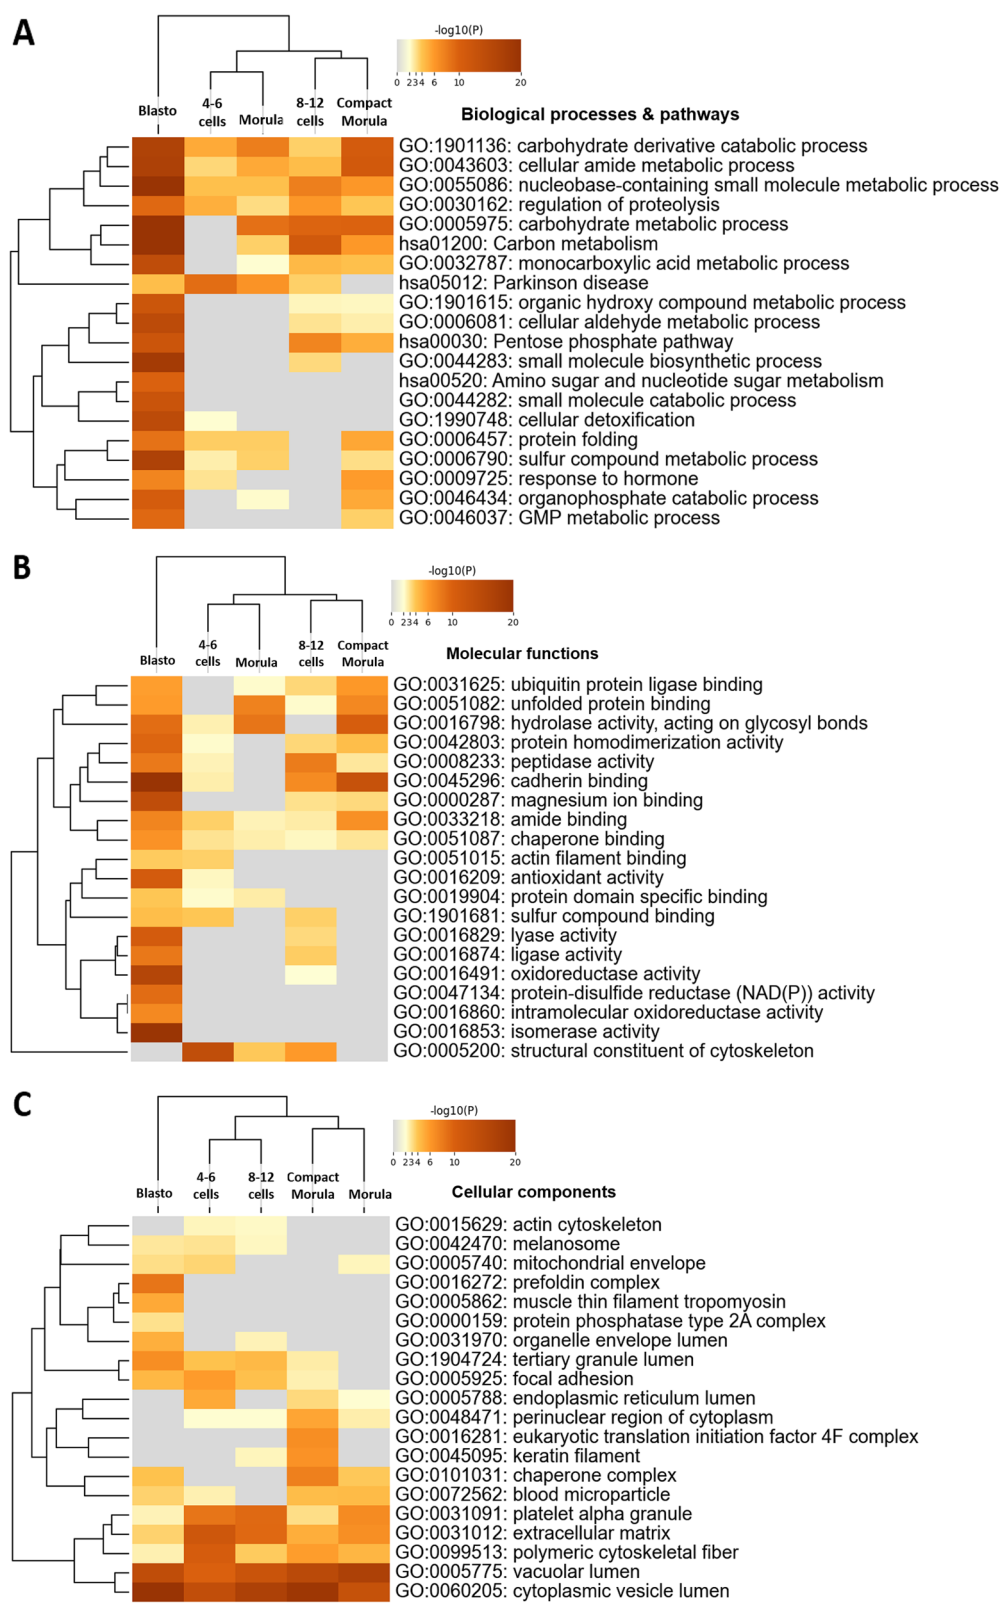 A
-log10(P)
0 234 6 10 20
Blasto
4-6 cells
Morula
8-12 cells
Compact Morula
Biological processes & pathways
GO:1901136: carbohydrate derivative catabolic process
GO:0043603: cellular amide metabolic process
GO:0055086: nucleobase-containing small molecule metabolic process
GO:0030162: regulation of proteolysis
GO:0005975: carbohydrate metabolic process
hsa01200: Carbon metabolism
GO:0032787: monocarboxylic acid metabolic process
hsa05012: Parkinson disease
GO:1901615: organic hydroxy compound metabolic process
GO:0006081: cellular aldehyde metabolic process
hsa00030: Pentose phosphate pathway
GO:0044283: small molecule biosynthetic process
hsa00520: Amino sugar and nucleotide sugar metabolism
GO:0044282: small molecule catabolic process
GO:1990748: cellular detoxification
GO:0006457: protein folding
GO:0006790: sulfur compound metabolic process
GO:0009725: response to hormone
GO:0046434: organophosphate catabolic process
GO:0046037: GMP metabolic process
B
-log10(P)
0 234 6 10 20
Blasto
4-6 cells
Morula
8-12 cells
Compact Morula
Molecular functions
GO:0031625: ubiquitin protein ligase binding
GO:0051082: unfolded protein binding
GO:0016798: hydrolase activity, acting on glycosyl bonds
GO:0042803: protein homodimerization activity
GO:0008233: peptidase activity
GO:0045296: cadherin binding
GO:0000287: magnesium ion binding
GO:0033218: amide binding
GO:0051087: chaperone binding
GO:0051015: actin filament binding
GO:0016209: antioxidant activity
GO:0019904: protein domain specific binding
GO:1901681: sulfur compound binding
GO:0016829: lyase activity
GO:0016874: ligase activity
GO:0016491: oxidoreductase activity
GO:0047134: protein-disulfide reductase (NAD(P)) activity
GO:0016860: intramolecular oxidoreductase activity
GO:0016853: isomerase activity
GO:0005200: structural constituent of cytoskeleton
C
-log10(P)
0 234 6 10 20
Blasto
4-6 cells
8-12 cells
Compact Morula
Morula
Cellular components
GO:0015629: actin cytoskeleton
GO:0042470: melanosome
GO:0005740: mitochondrial envelope
GO:0016272: prefoldin complex
GO:0005862: muscle thin filament tropomyosin
GO:0000159: protein phosphatase type 2A complex
GO:0031970: organelle envelope lumen
GO:1904724: tertiary granule lumen
GO:0005925: focal adhesion
GO:0005788: endoplasmic reticulum lumen
GO:0048471: perinuclear region of cytoplasm
GO:0016281: eukaryotic translation initiation factor 4F complex
GO:0045095: keratin filament
GO:0101031: chaperone complex
GO:0072562: blood microparticle
GO:0031091: platelet alpha granule
GO:0031012: extracellular matrix
GO:0099513: polymeric cytoskeletal fiber
GO:0005775: vacuolar lumen
GO:0060205: cytoplasmic vesicle lumen